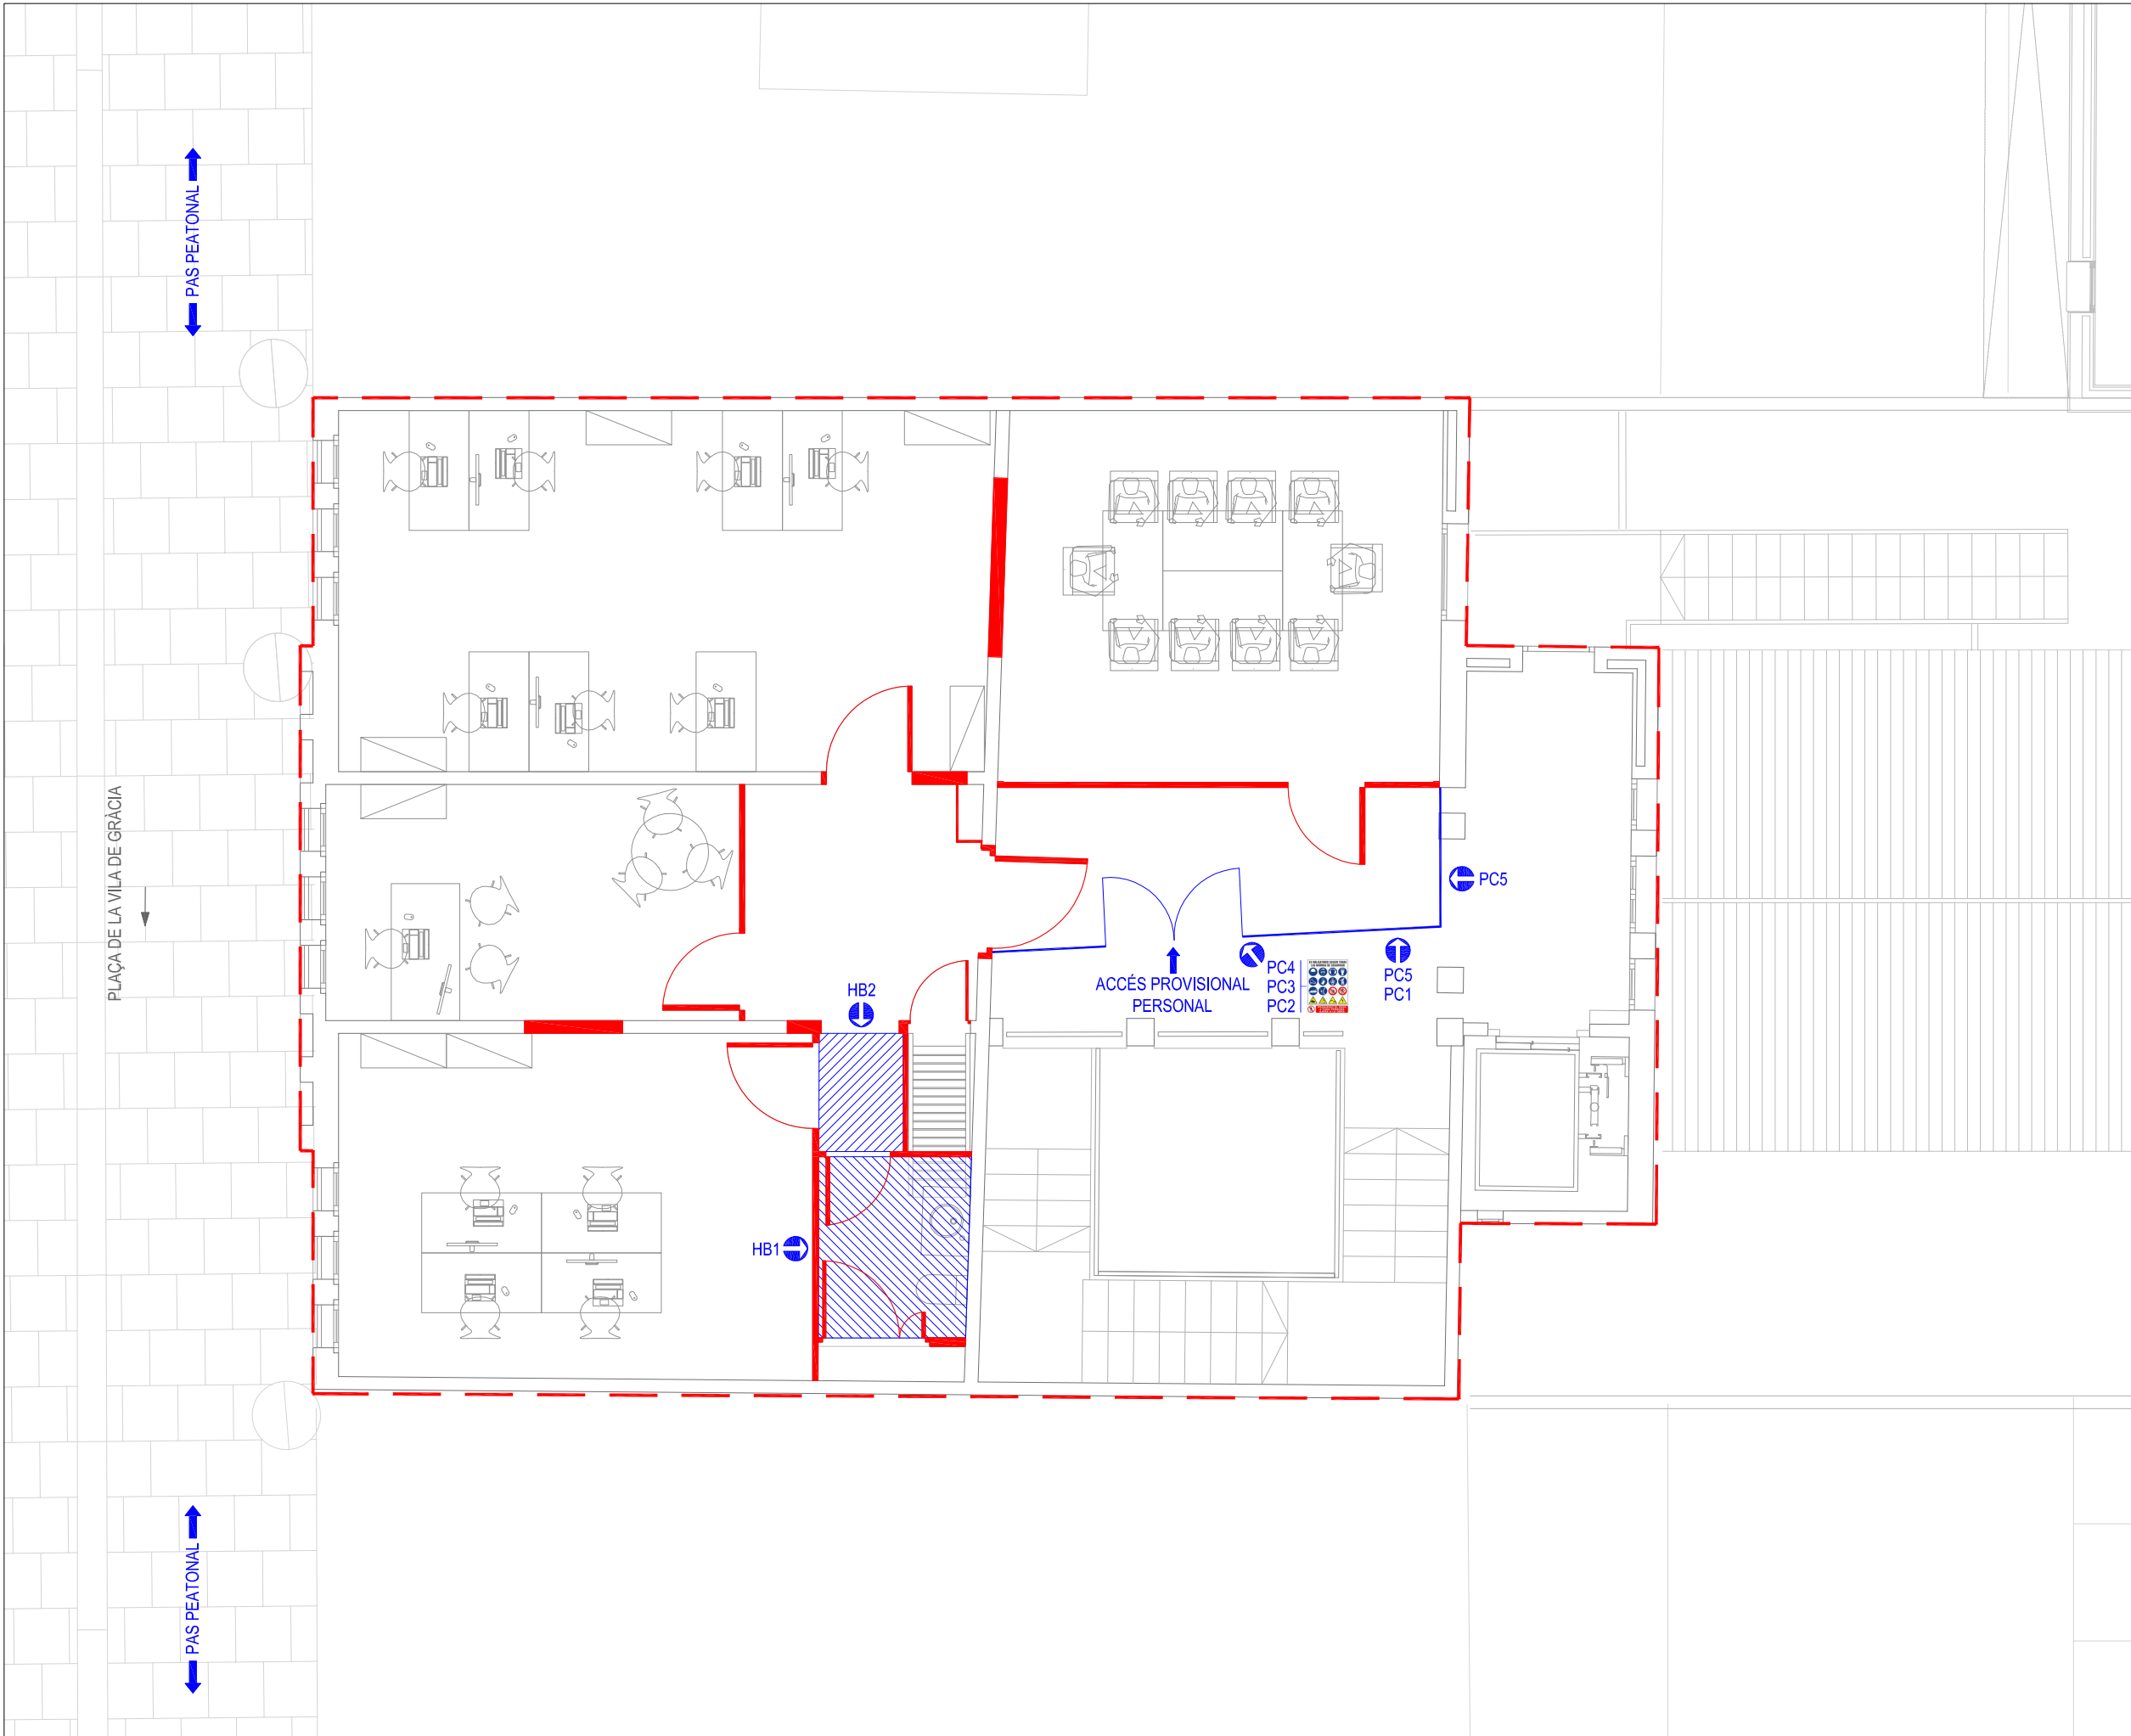 PAS PEATONAL
PLAÇA DE LA VILA DE GRÀCIA
PC5
HB2
ACCÉS PROVISIONAL
PERSONAL
PC4
PC3
PC2
PC5
PC1
HB1
PAS PEATONAL